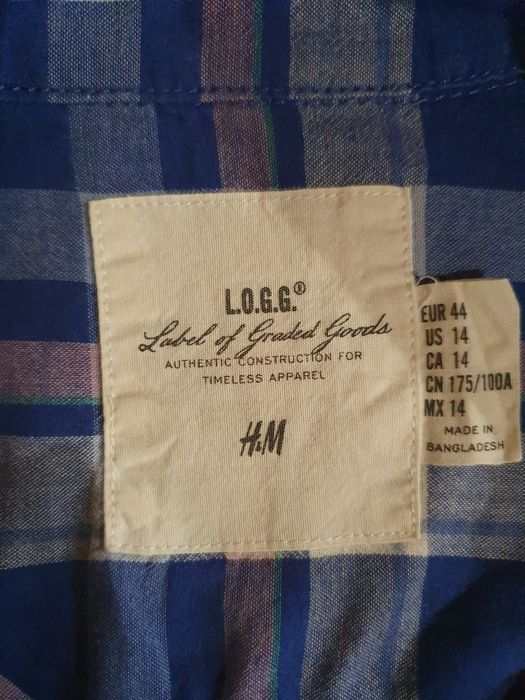 L.O.G.G.®
Label of Graded Goods
AUTHENTIC CONSTRUCTION FOR
TIMELESS APPAREL
H&M
EUR 44
US 14
CA 14
CN 175/100A
MX 14
MADE IN
BANGLADESH